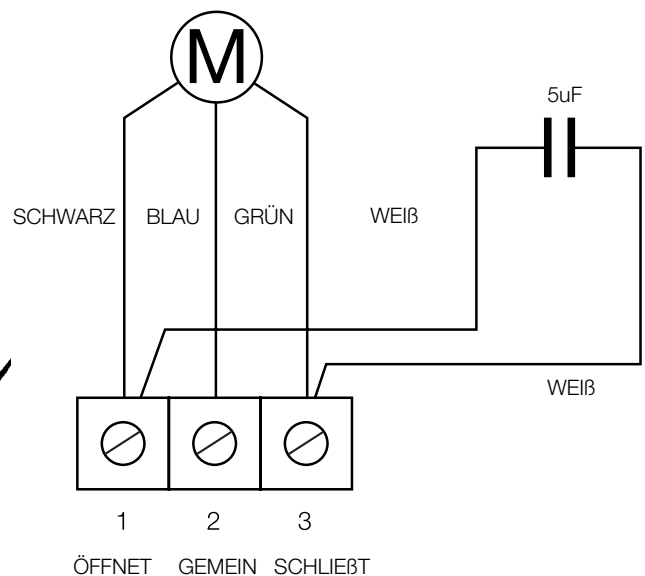 M
5uF
SCHWARZ BLAU GRÜN WEIß
WEIß
1 2 3
ÖFFNET GEMEIN SCHLIEßT